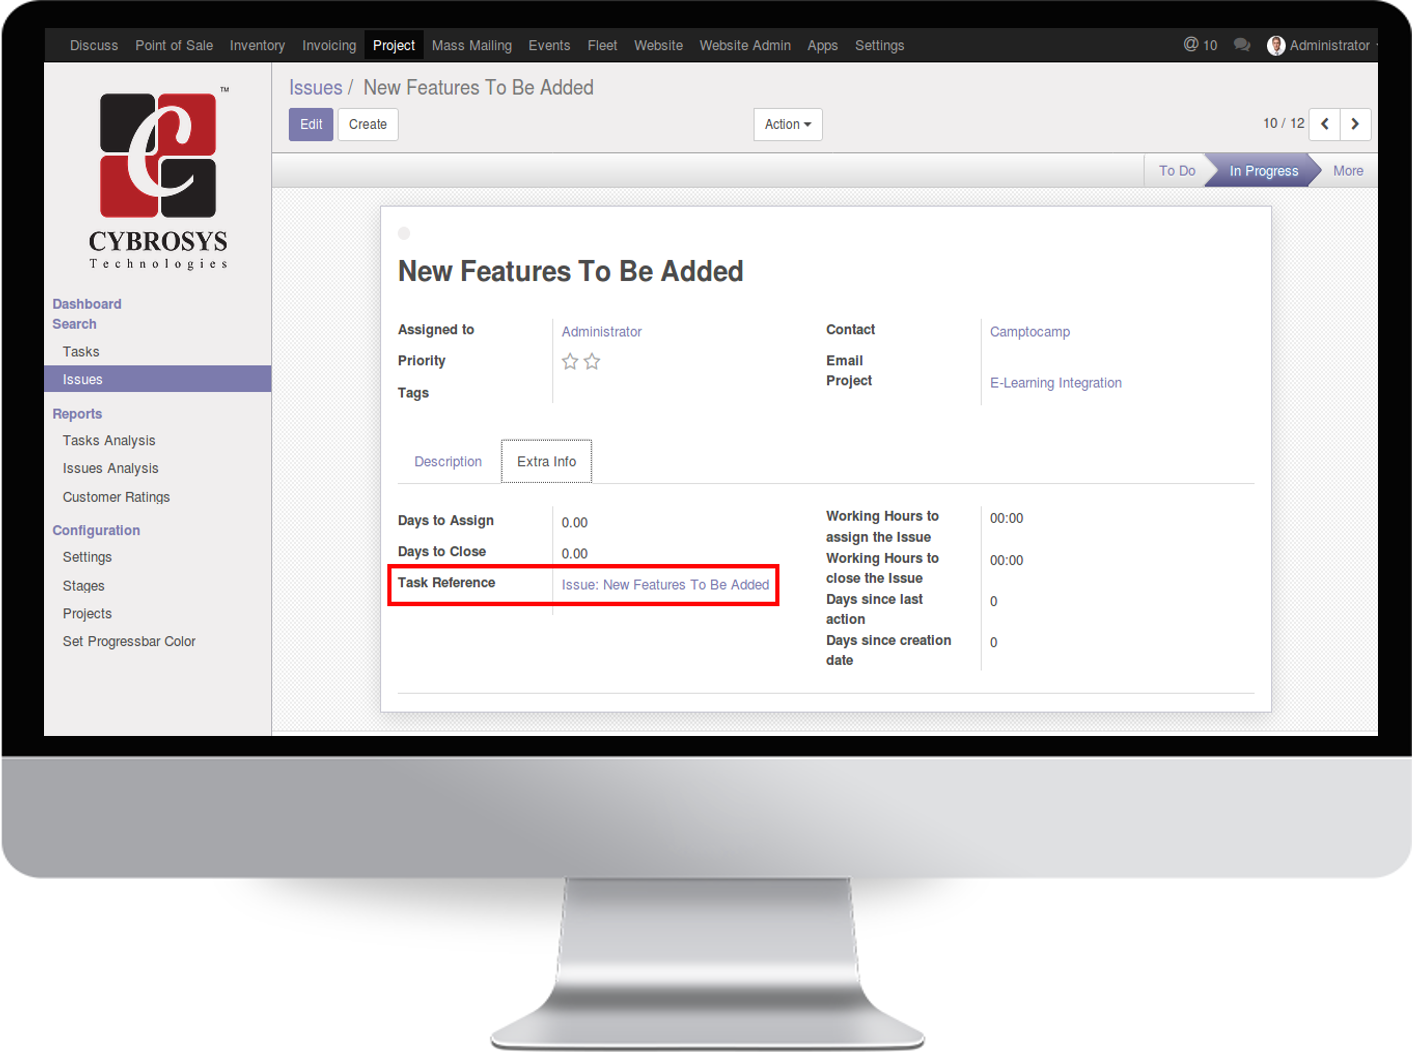 Discuss Point of Sale Inventory Invoicing Project Mass Mailing Events Fleet Website Website Admin Apps Settings @ 10 Administrator
TM
CYBROSYS
Technologies
Dashboard
Search
Tasks
Issues
Reports
Tasks Analysis
Issues Analysis
Customer Ratings
Configuration
Settings
Stages
Projects
Set Progressbar Color
Issues / New Features To Be Added
Edit Create Action 10 / 12
To Do In Progress More
New Features To Be Added
Assigned to Administrator
Priority
Tags
Contact Camptocamp
Email
Project E-Learning Integration
Description Extra Info
Days to Assign 0.00
Days to Close 0.00
Task Reference Issue: New Features To Be Added
Working Hours to
assign the Issue 00:00
Working Hours to
close the Issue 00:00
Days since last
action 0
Days since creation
date 0